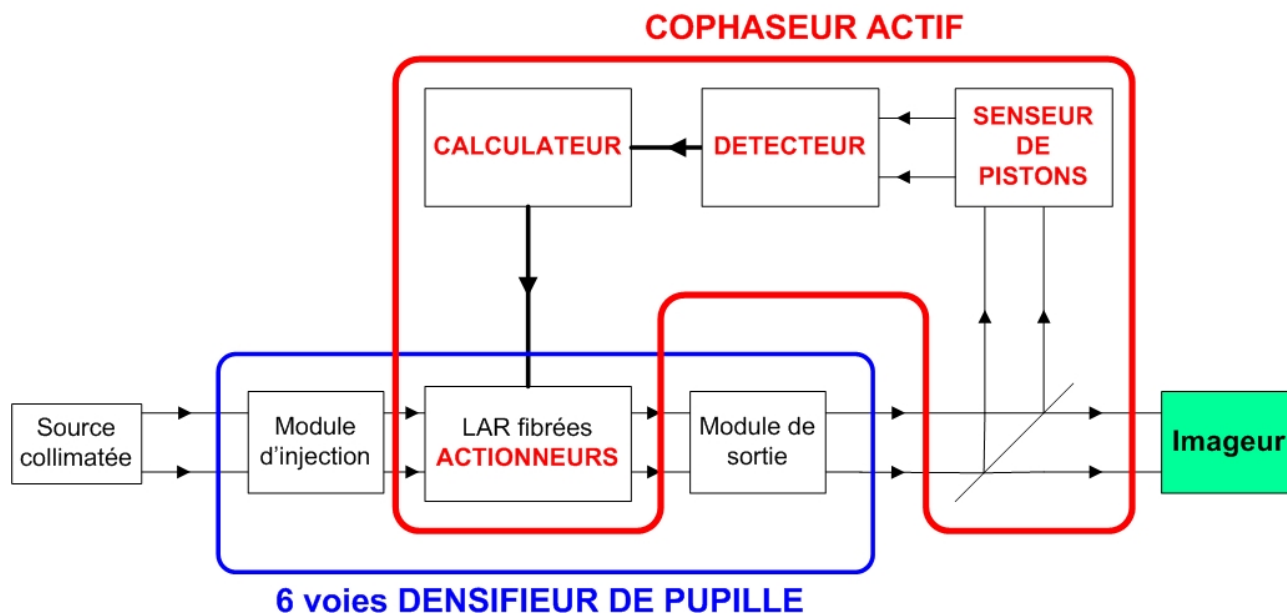 COPHASEUR ACTIF
CALCULATEUR
DETECTEUR
SENSEUR
DE
PISTONS
Source
collimatée
Module
d'injection
LAR fibrées
ACTIONNEURS
Module de
sortie
Imageur
6 voies DENSIFIEUR DE PUPILLE